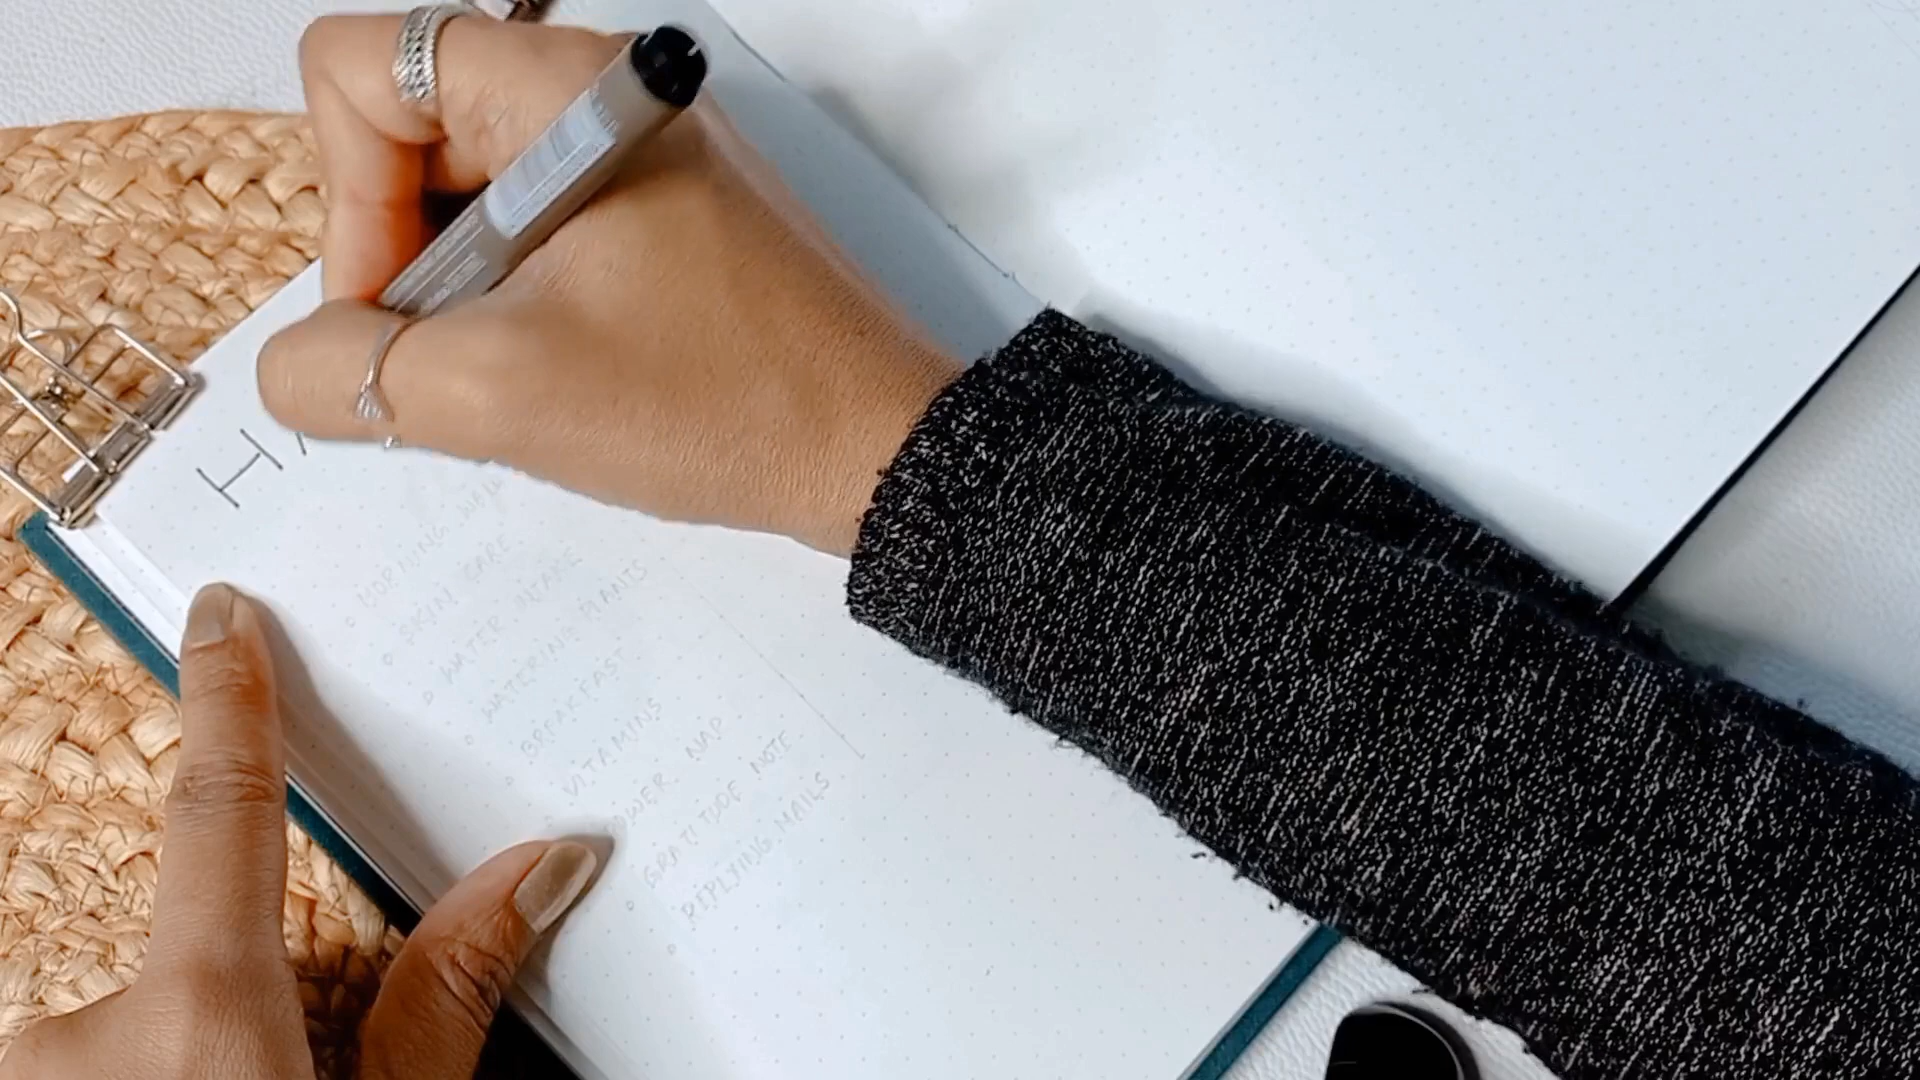 H
MORNING
SKIN CARE
WATER INTAKE
WATERING PLANTS
BREAKFAST
VITAMINS
POWER NAP
GRATITUDE NOTE
REPLYING MAILS